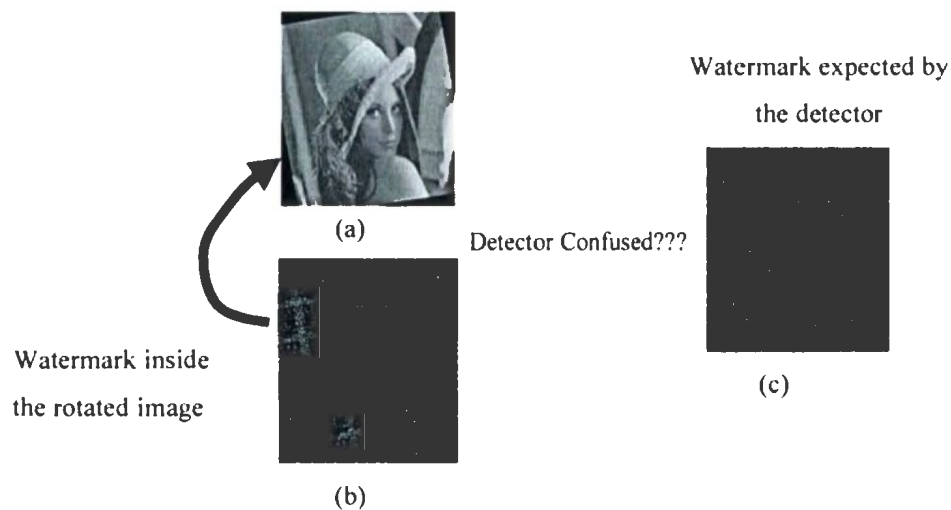 Watermark expected by
the detector
(a)
Detector Confused???
Watermark inside
the rotated image
(c)
(b)